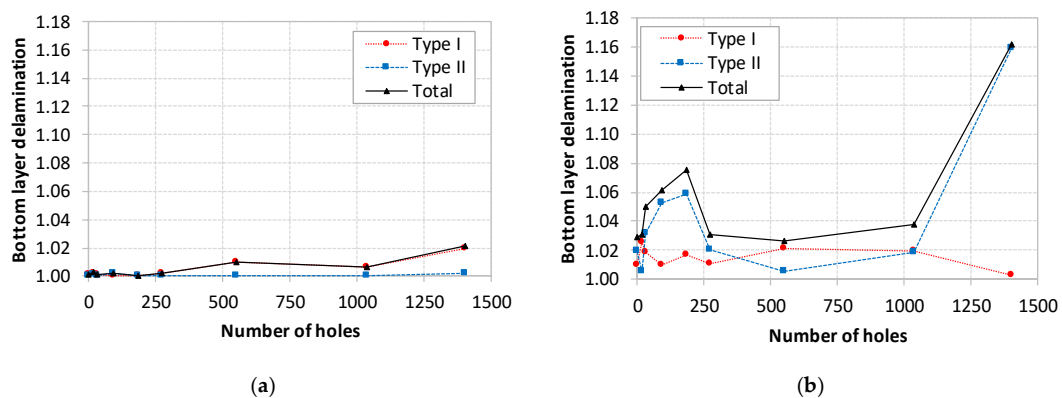 Bottom layer delamination
1.18
1.16
1.14
1.12
1.10
1.08
1.06
1.04
1.02
1.00
Type I
Type II
Total
0 250 500 750 1000 1250 1500
Number of holes
(a)
Bottom layer delamination
1.18
1.16
1.14
1.12
1.10
1.08
1.06
1.04
1.02
1.00
Type I
Type II
Total
0 250 500 750 1000 1250 1500
Number of holes
(b)